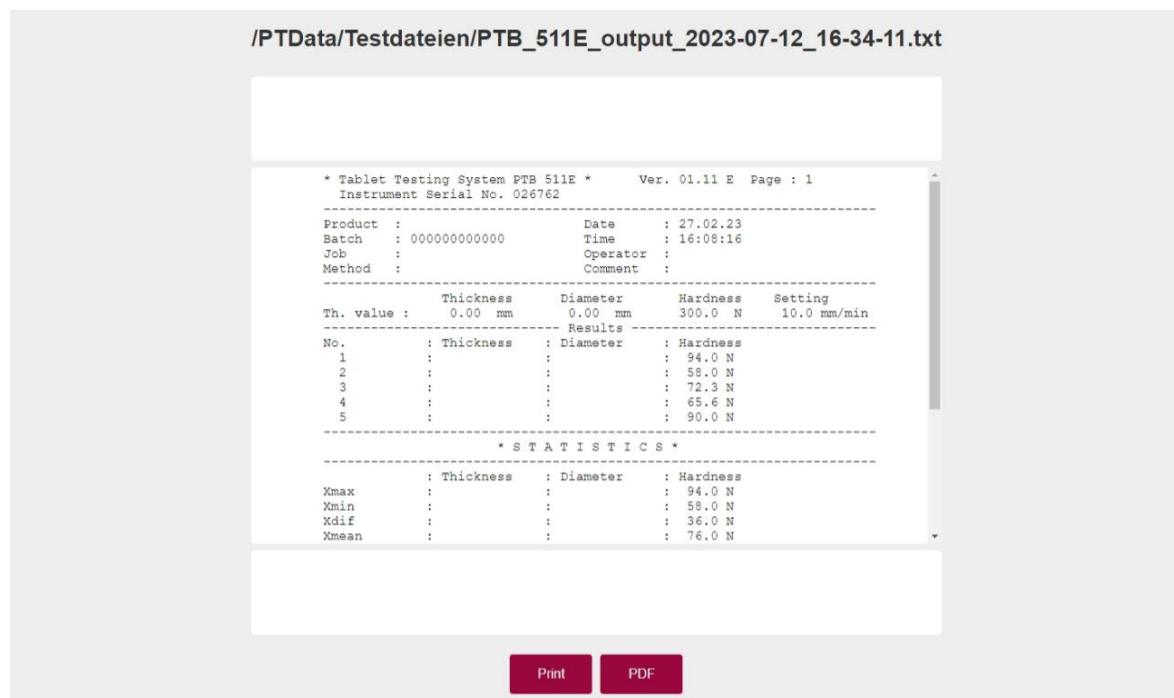 /PTData/Testdateien/PTB_511E_output_2023-07-12_16-34-11.txt
* Tablet Testing System PTB 511E *      Ver. 01.11 E  Page : 1
  Instrument Serial No. 026762
----------------------------------------------------------------------
Product  :                       Date      : 27.02.23
Batch    : 000000000000          Time      : 16:08:16
Job      :                       Operator  :
Method   :                       Comment   :
----------------------------------------------------------------------
               Thickness      Diameter       Hardness    Setting
Th. value :     0.00  mm       0.00  mm      300.0  N     10.0 mm/min
------------------------------ Results -------------------------------
No.          : Thickness    : Diameter     : Hardness
  1          :              :              :  94.0 N
  2          :              :              :  58.0 N
  3          :              :              :  72.3 N
  4          :              :              :  65.6 N
  5          :              :              :  90.0 N
----------------------------------------------------------------------
                      * S T A T I S T I C S *
----------------------------------------------------------------------
             : Thickness    : Diameter     : Hardness
Xmax         :              :              :  94.0 N
Xmin         :              :              :  58.0 N
Xdif         :              :              :  36.0 N
Xmean        :              :              :  76.0 N
Print
PDF